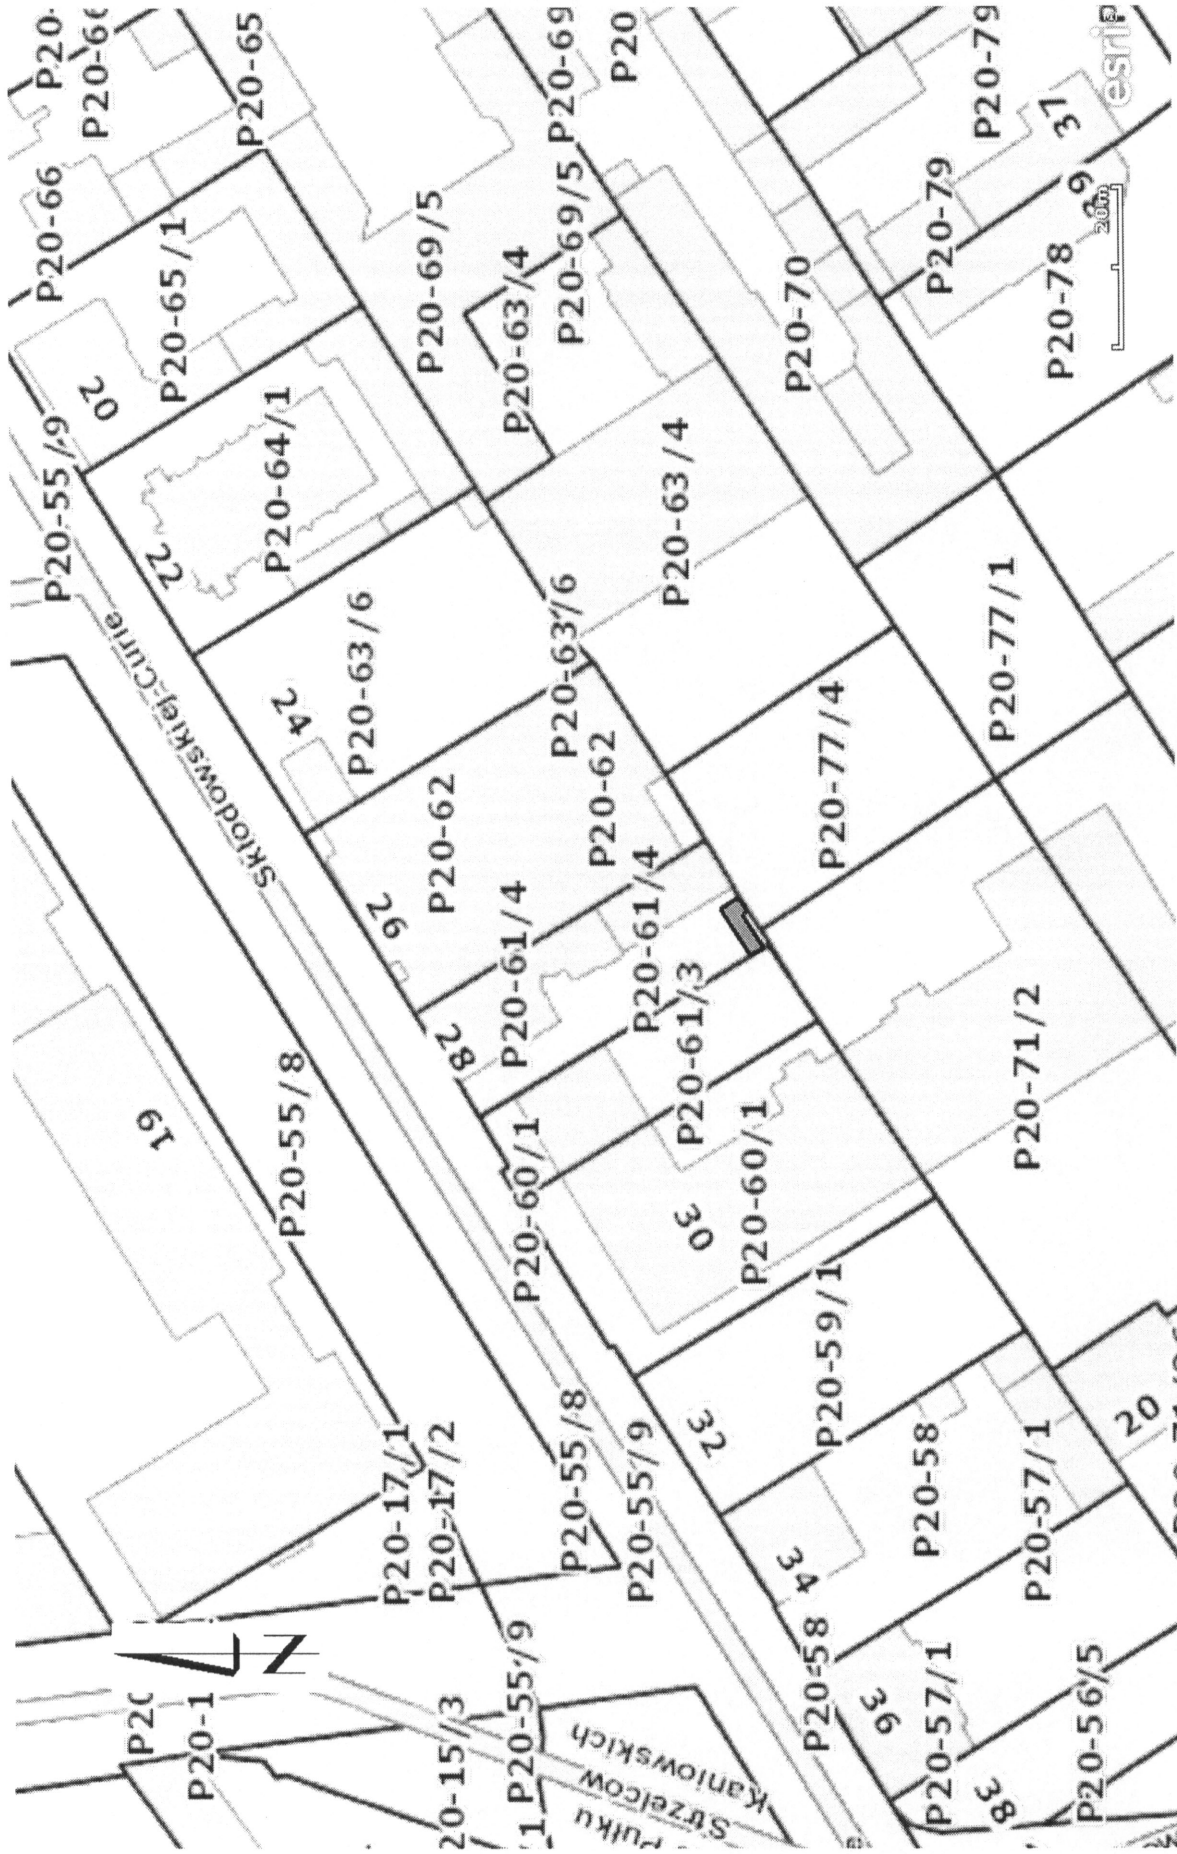 P20-
P20-66
P20-65
P20-69
P20
P20-79
esri
37
39
20m
P20-66
P20-65/1
P20-69/5
P20-63/4
P20-69/5
P20-70
P20-79
P20-78
20
P20-55/9
P20-64/1
22
P20-63/4
Skłodowskiej-Curie
P20-63/6
P20-63/6
P20-77/1
24
P20-62
P20-62
P20-77/4
26
P20-61/4
P20-61/4
P20-61/3
28
19
P20-55/8
P20-60/1
30
P20-60/1
P20-71/2
P20-59/1
P20-17/1
P20-17/2
P20-55/8
P20-55/9
32
P20-58
P20-57/1
20
34
N
P20-1
P20-15/3
P20-55/9
Pułku
Strzelców
Kaniowskich
P20-58
36
P20-57/1
38
P20-56/5